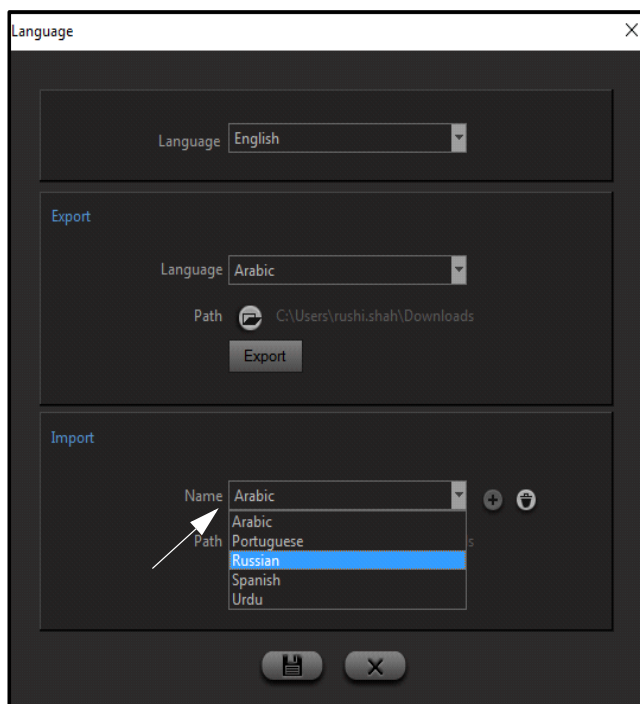 Language
Language English
Export
Language Arabic
Path C:\Users\rushi.shah\Downloads
Export
Import
Name Arabic
Arabic
Path Portuguese
Russian
Spanish
Urdu